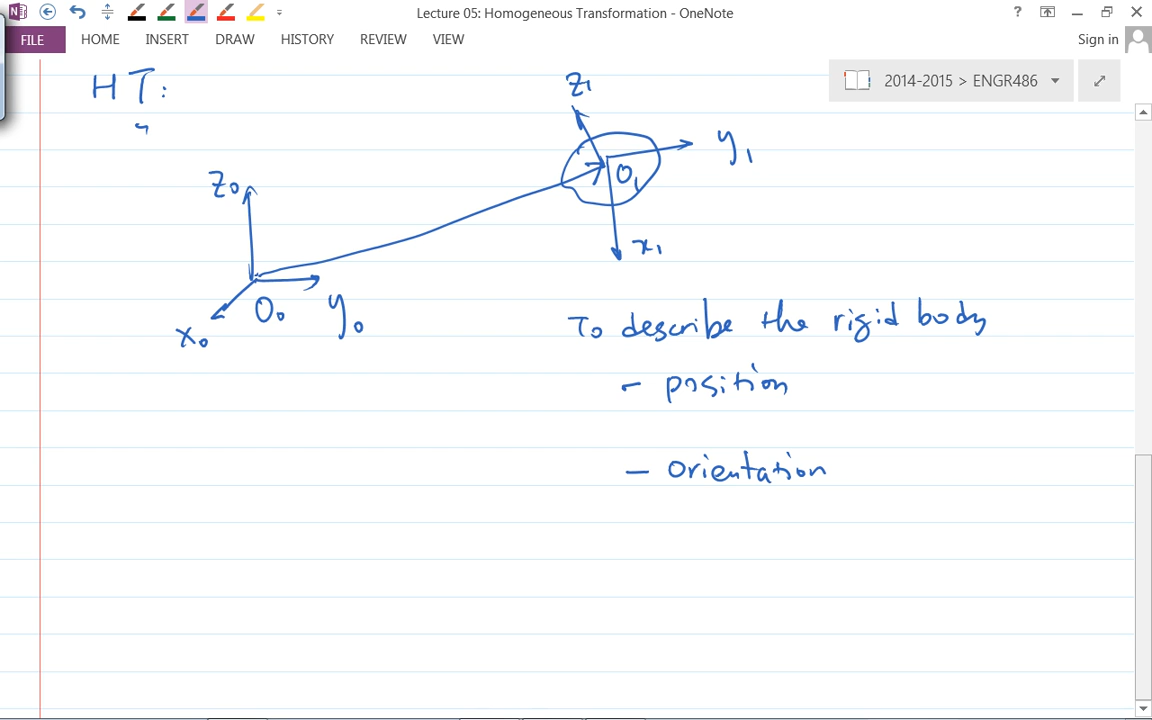 Lecture 05: Homogeneous Transformation - OneNote
?
FILE HOME INSERT DRAW HISTORY REVIEW VIEW Sign in
2014-2015 > ENGR486
HT:
z1
y1
O1
z0
x1
O0 y0
x0
To describe the rigid body
- position
- orientation